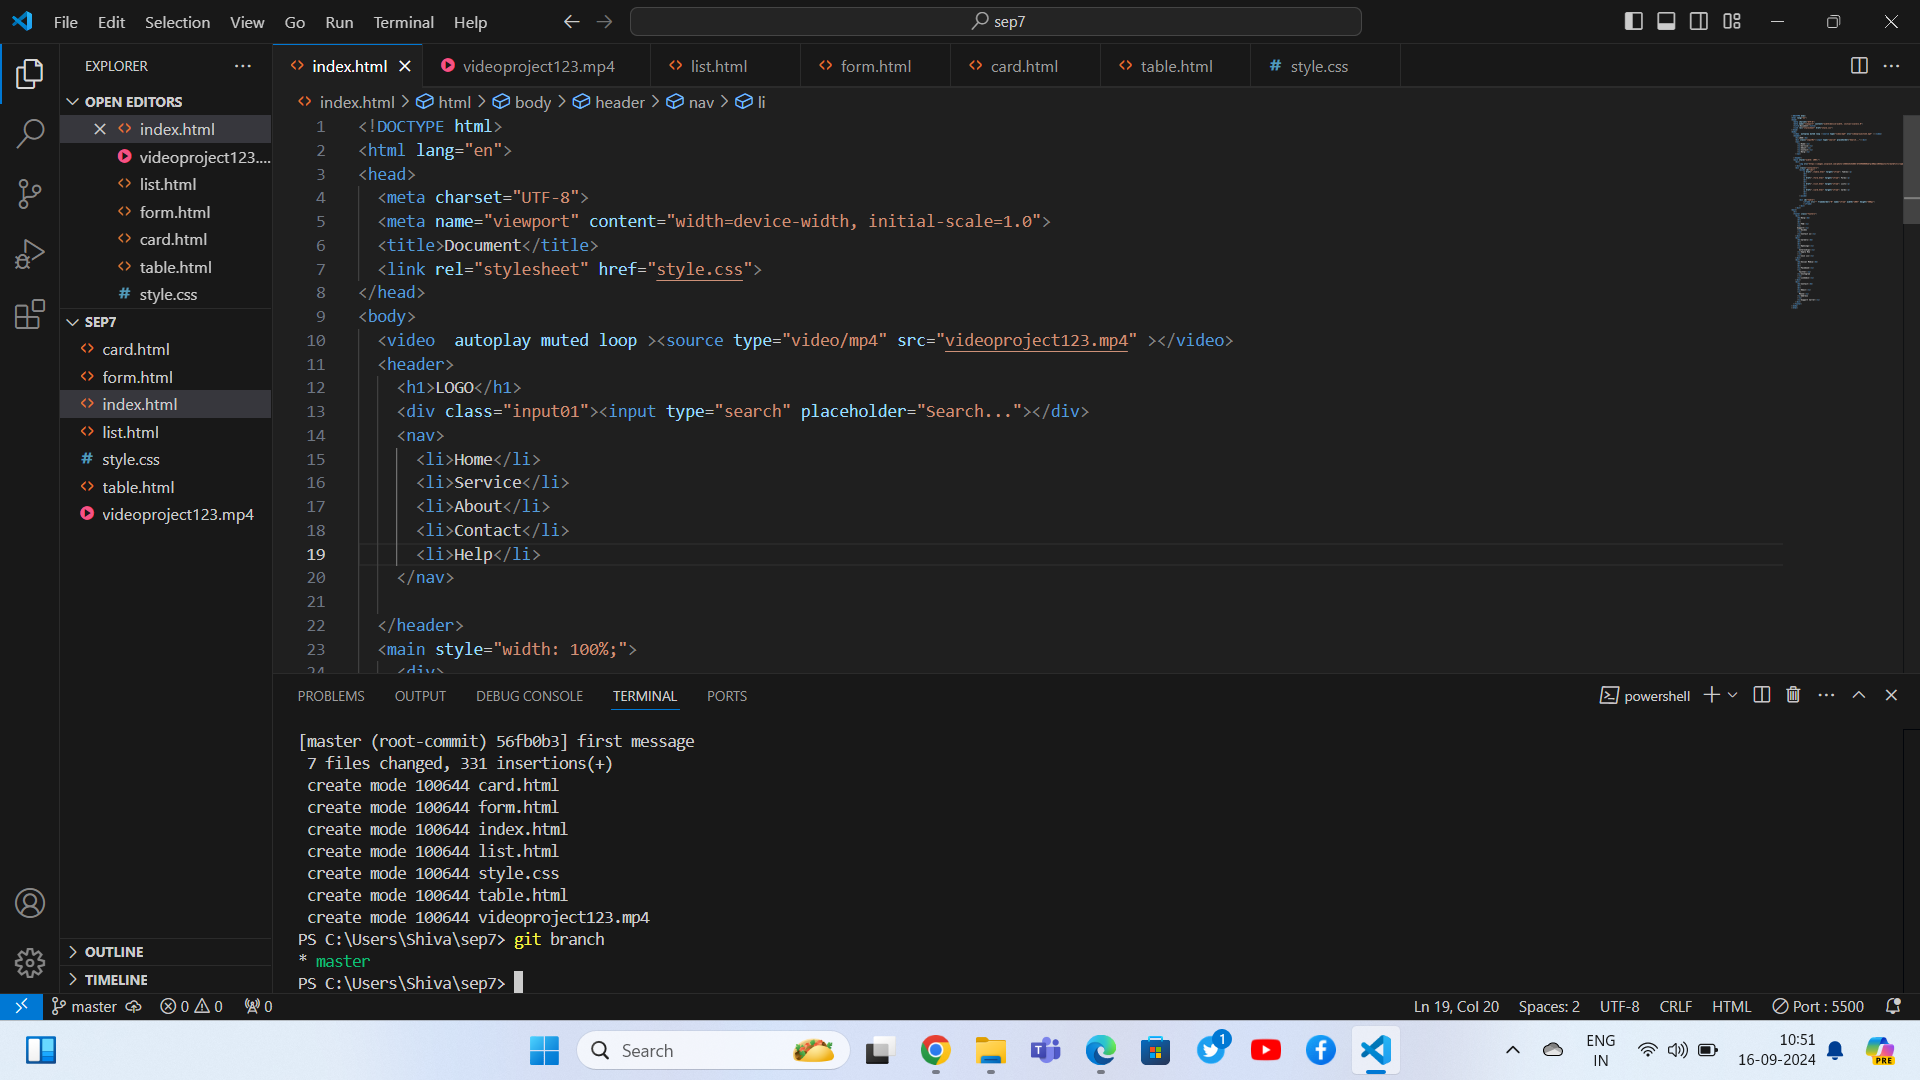 File Edit Selection View Go Run Terminal Help
sep7
EXPLORER
OPEN EDITORS
index.html
videoproject123....
list.html
form.html
card.html
table.html
style.css
SEP7
card.html
form.html
index.html
list.html
style.css
table.html
videoproject123.mp4
OUTLINE
TIMELINE
index.html videoproject123.mp4 list.html form.html card.html table.html style.css
index.html > html > body > header > nav > li
1 <!DOCTYPE html>
2 <html lang="en">
3 <head>
4 <meta charset="UTF-8">
5 <meta name="viewport" content="width=device-width, initial-scale=1.0">
6 <title>Document</title>
7 <link rel="stylesheet" href="style.css">
8 </head>
9 <body>
10 <video  autoplay muted loop ><source type="video/mp4" src="videoproject123.mp4" ></video>
11 <header>
12 <h1>LOGO</h1>
13 <div class="input01"><input type="search" placeholder="Search..."></div>
14 <nav>
15 <li>Home</li>
16 <li>Service</li>
17 <li>About</li>
18 <li>Contact</li>
19 <li>Help</li>
20 </nav>
21
22 </header>
23 <main style="width: 100%;">
24 <div>
PROBLEMS OUTPUT DEBUG CONSOLE TERMINAL PORTS
powershell
[master (root-commit) 56fb0b3] first message
7 files changed, 331 insertions(+)
create mode 100644 card.html
create mode 100644 form.html
create mode 100644 index.html
create mode 100644 list.html
create mode 100644 style.css
create mode 100644 table.html
create mode 100644 videoproject123.mp4
PS C:\Users\Shiva\sep7> git branch
* master
PS C:\Users\Shiva\sep7>
master 0 0 0
Ln 19, Col 20 Spaces: 2 UTF-8 CRLF HTML Port : 5500
Search
1
ENG
IN
10:51
16-09-2024
PRE